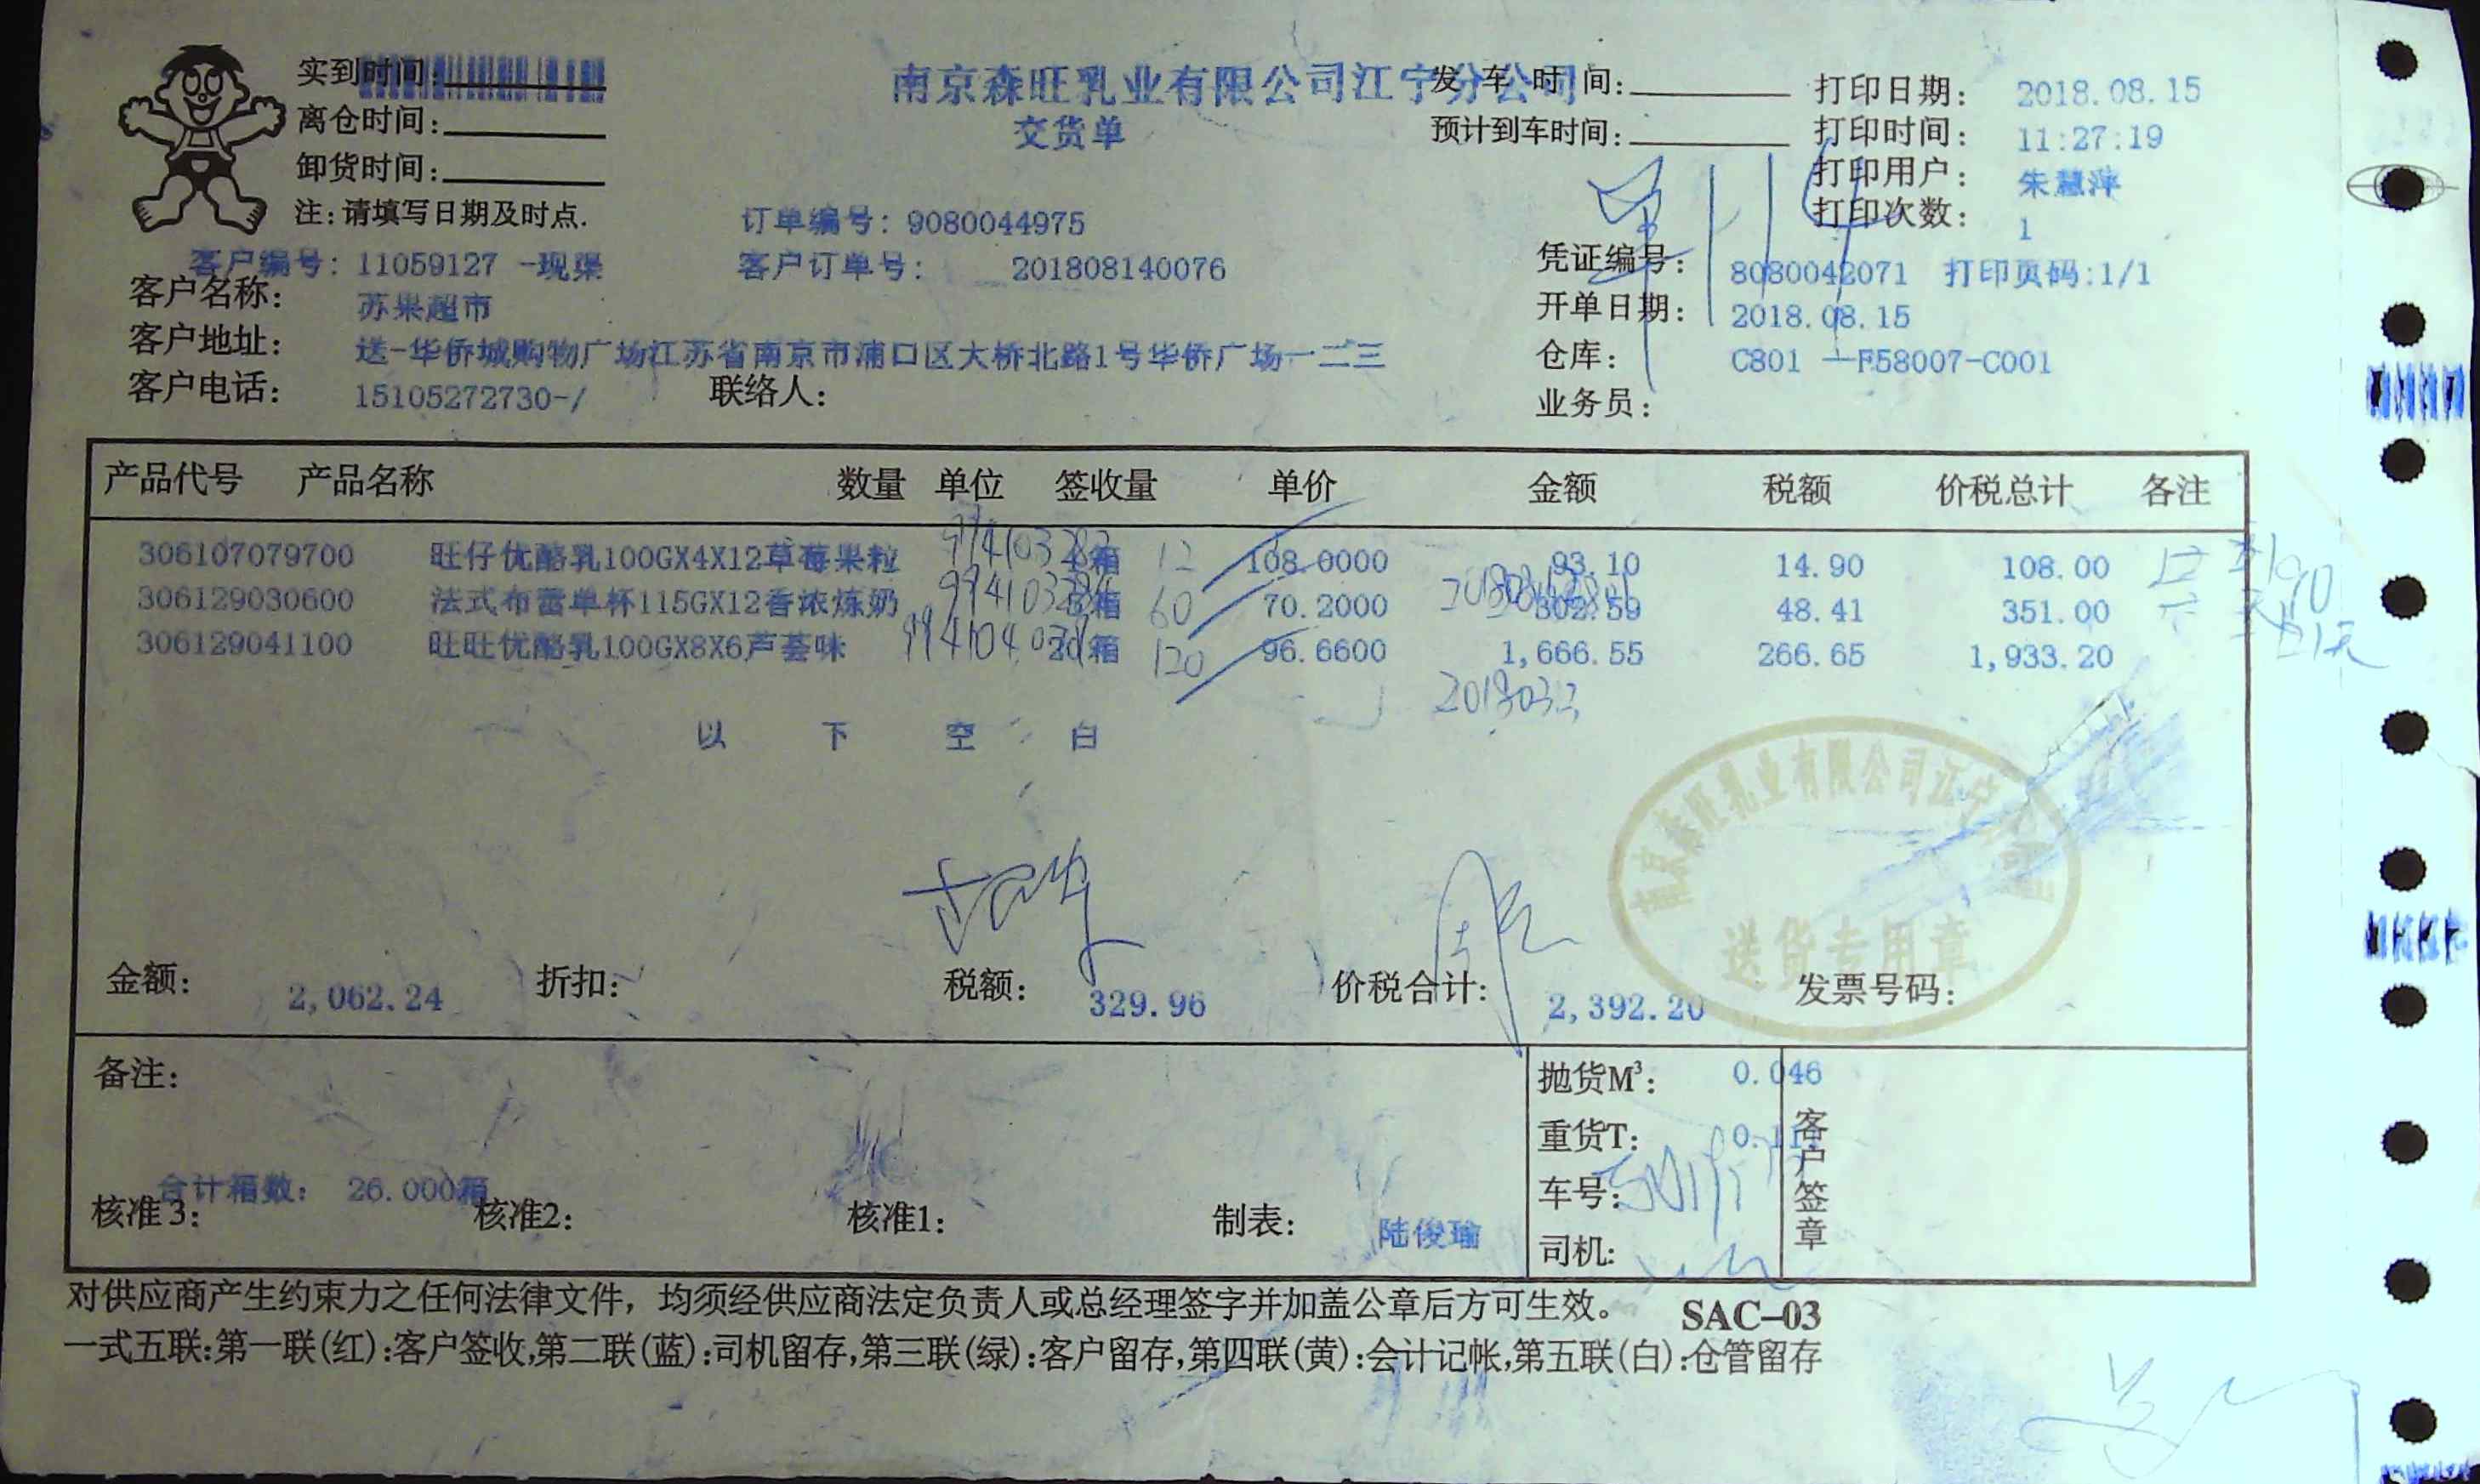 实到时间:
南京森旺乳业有限公司江宁分公司
发车时间:
打印日期: 2018.08.15
离仓时间:
交货单
预计到车时间:
打印时间: 11:27:19
卸货时间:
打印用户: 朱慧萍
注:请填写日期及时点.
订单编号: 9080044975
打印次数: 1
客户编号: 11059127 -现渠
客户订单号: 201808140076
凭证编号: 8080042071 打印页码:1/1
客户名称: 苏果超市
开单日期: 2018.08.15
客户地址: 送-华侨城购物广场江苏省南京市浦口区大桥北路1号华侨广场一二三
仓库: C801 —F58007-C001
客户电话: 15105272730-/ 联络人:
业务员:
产品代号 产品名称 数量 单位 签收量 单价 金额 税额 价税总计 备注
306107079700 旺仔优酪乳100GX4X12草莓果粒 箱 12 108.0000 93.10 14.90 108.00
306129030600 法式布蕾单杯115GX12香浓炼奶 箱 60 70.2000 302.59 48.41 351.00
306129041100 旺旺优酪乳100GX8X6芦荟味 20 箱 120 96.6600 1,666.55 266.65 1,933.20
以下空白
南京森旺乳业有限公司江宁分公司
送货专用章
金额: 2,062.24 折扣: 税额: 329.96 价税合计: 2,392.20 发票号码:
备注:
抛货M³: 0.046
重货T:
客户签章
合计箱数: 26.000箱
车号:
核准3: 核准2: 核准1: 制表: 陆俊瑜
司机:
对供应商产生约束力之任何法律文件，均须经供应商法定负责人或总经理签字并加盖公章后方可生效。 SAC-03
一式五联:第一联(红):客户签收,第二联(蓝):司机留存,第三联(绿):客户留存,第四联(黄):会计记帐,第五联(白):仓管留存